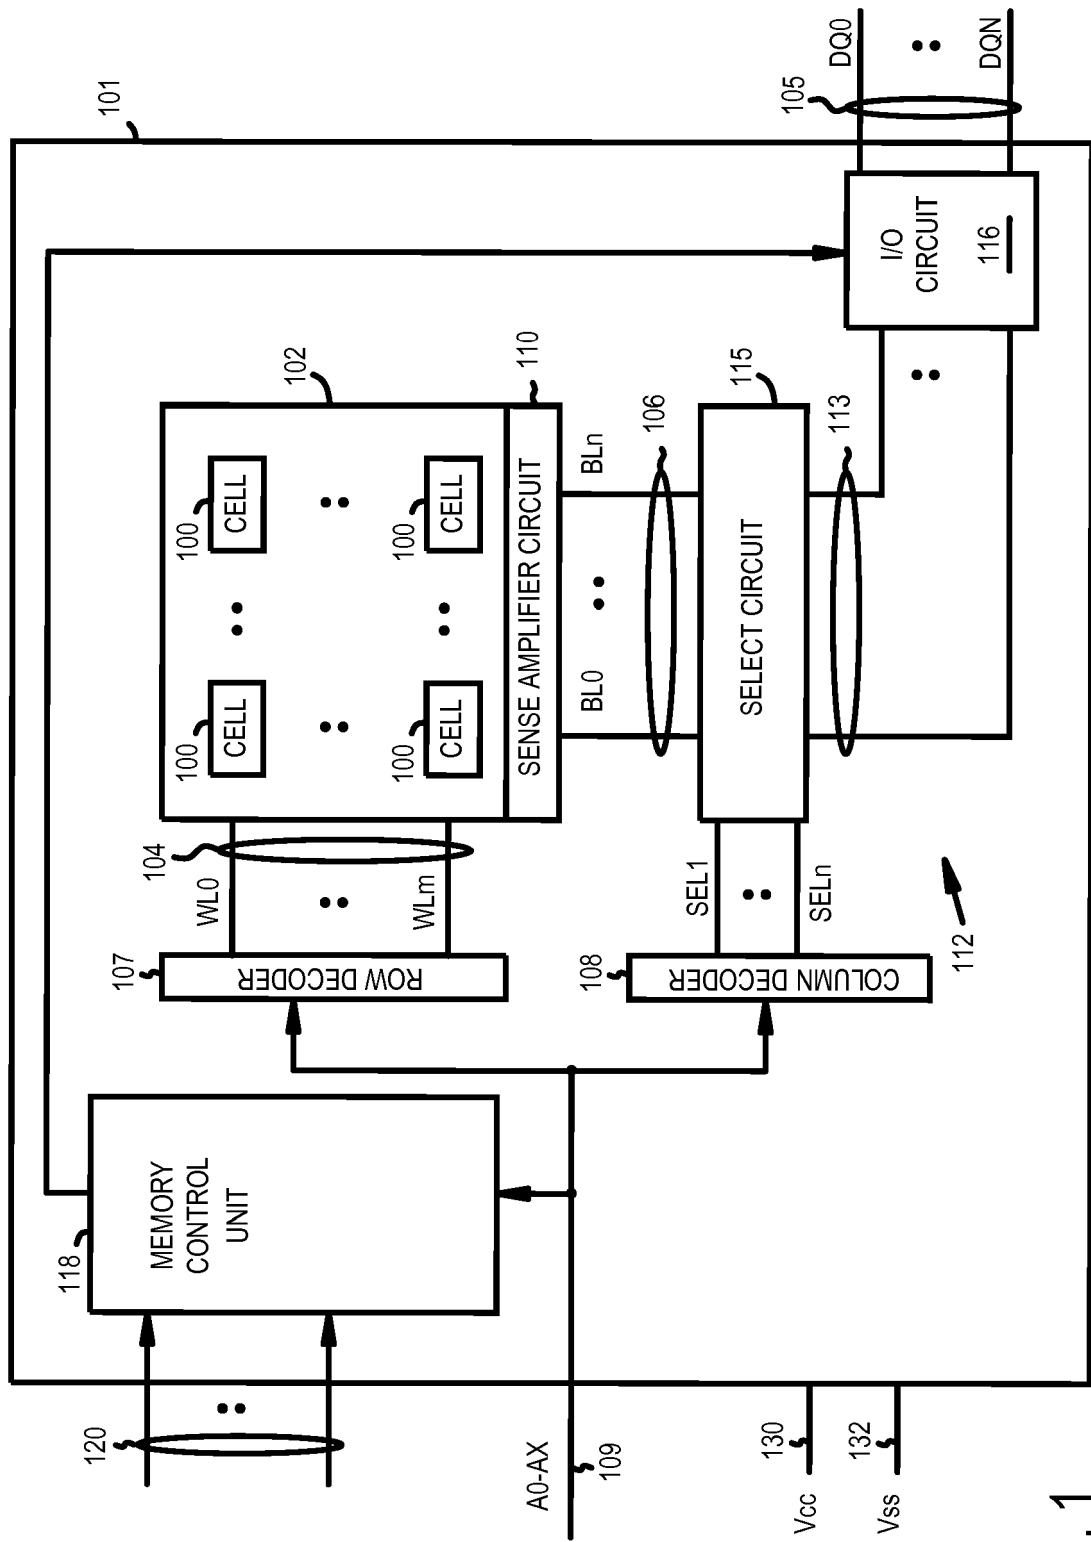 101
120
118
MEMORY
CONTROL
UNIT
107
ROW DECODER
104
WL0
WLm
102
100
CELL
100
CELL
100
CELL
100
CELL
110
SENSE AMPLIFIER CIRCUIT
BL0
BLn
106
A0-AX
109
108
COLUMN DECODER
SEL1
SELn
115
SELECT CIRCUIT
113
112
I/O
CIRCUIT
116
105
DQ0
DQN
Vcc
130
Vss
132